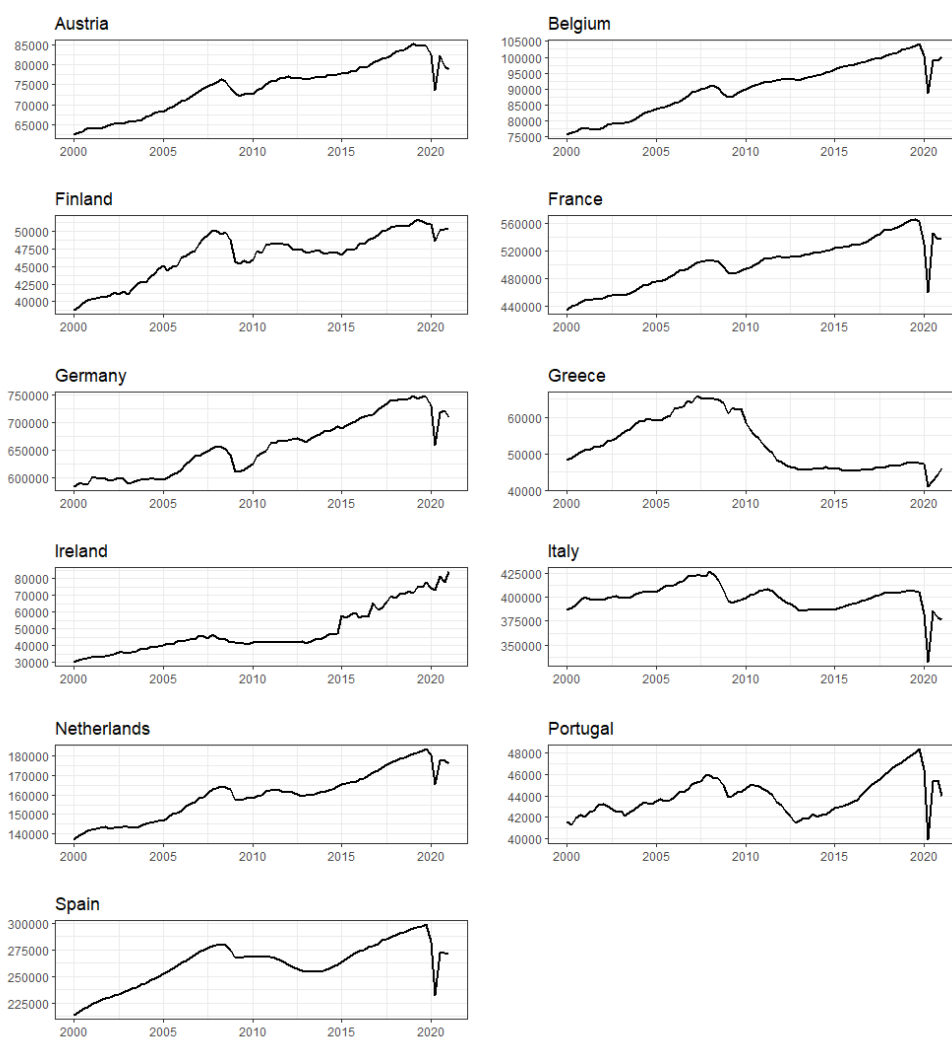 Austria
85000
80000
75000
70000
65000
2000 2005 2010 2015 2020
Belgium
105000
100000
95000
90000
85000
80000
75000
2000 2005 2010 2015 2020
Finland
50000
47500
45000
42500
40000
2000 2005 2010 2015 2020
France
560000
520000
480000
440000
2000 2005 2010 2015 2020
Germany
750000
700000
650000
600000
2000 2005 2010 2015 2020
Greece
60000
50000
40000
2000 2005 2010 2015 2020
Ireland
80000
70000
60000
50000
40000
30000
2000 2005 2010 2015 2020
Italy
425000
400000
375000
350000
2000 2005 2010 2015 2020
Netherlands
180000
170000
160000
150000
140000
2000 2005 2010 2015 2020
Portugal
48000
46000
44000
42000
40000
2000 2005 2010 2015 2020
Spain
300000
275000
250000
225000
2000 2005 2010 2015 2020